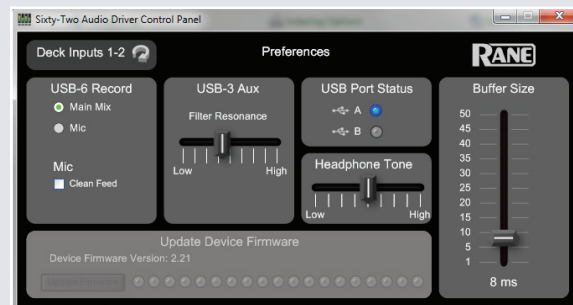 Sixty-Two Audio Driver Control Panel
Deck Inputs 1-2
Preferences
RANE
USB-6 Record
Main Mix
Mic
Mic
Clean Feed
USB-3 Aux
Filter Resonance
Low High
USB Port Status
A
B
Headphone Tone
Low High
Buffer Size
50
45
40
35
30
25
20
15
10
5
1
8 ms
Update Device Firmware
Device Firmware Version: 2.21
Update Firmware